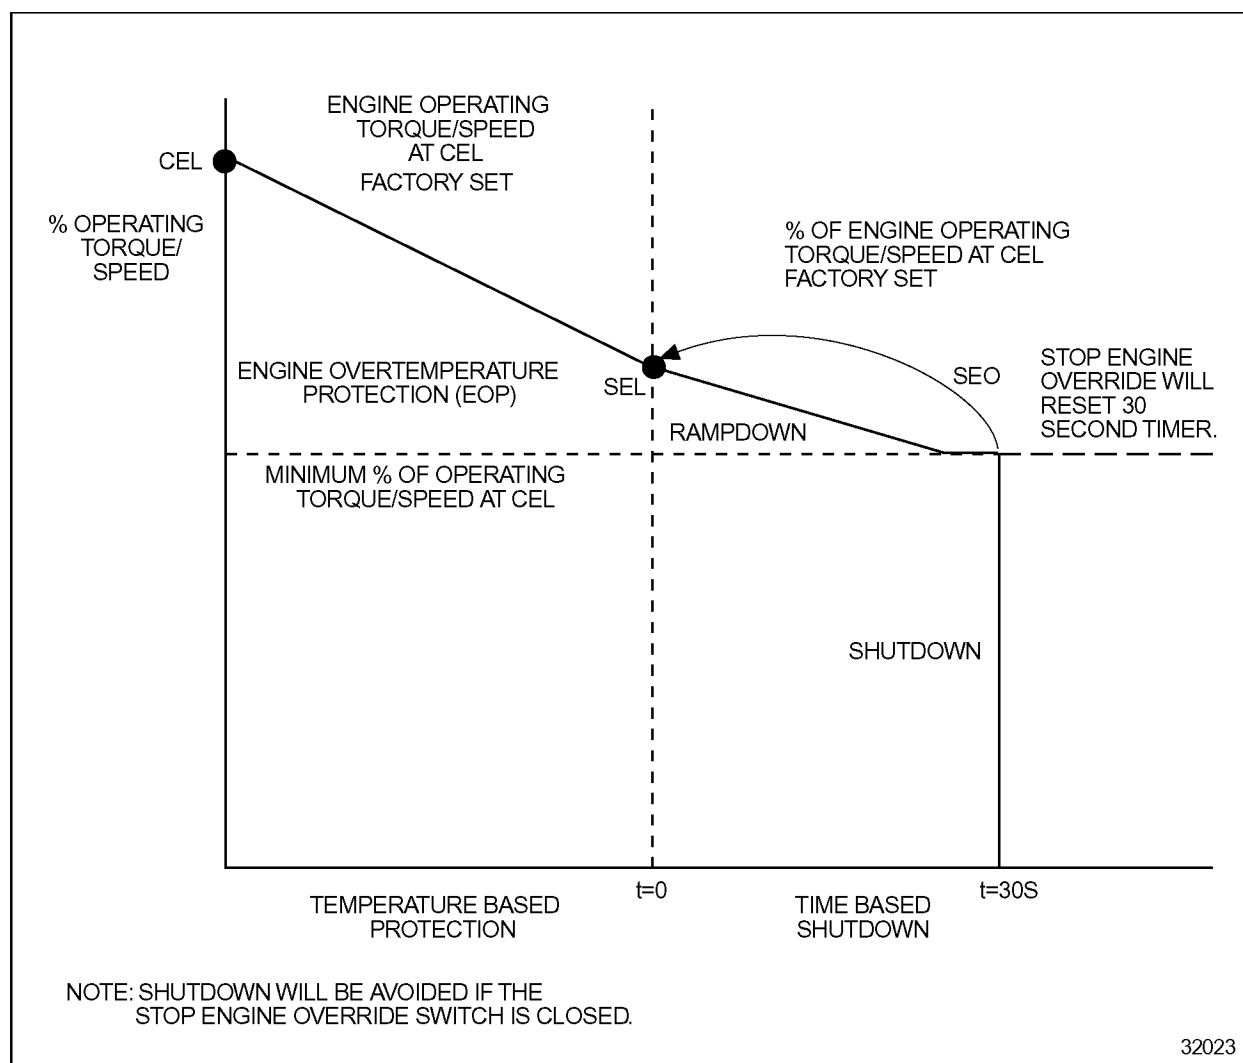 ENGINE OPERATING
TORQUE/SPEED
AT CEL
FACTORY SET
CEL
% OPERATING
TORQUE/
SPEED
% OF ENGINE OPERATING
TORQUE/SPEED AT CEL
FACTORY SET
ENGINE OVERTEMPERATURE
PROTECTION (EOP)
SEL
SEO
STOP ENGINE
OVERRIDE WILL
RESET 30
SECOND TIMER.
RAMPDOWN
MINIMUM % OF OPERATING
TORQUE/SPEED AT CEL
SHUTDOWN
t=0
t=30S
TEMPERATURE BASED
PROTECTION
TIME BASED
SHUTDOWN
NOTE: SHUTDOWN WILL BE AVOIDED IF THE
STOP ENGINE OVERRIDE SWITCH IS CLOSED.
32023